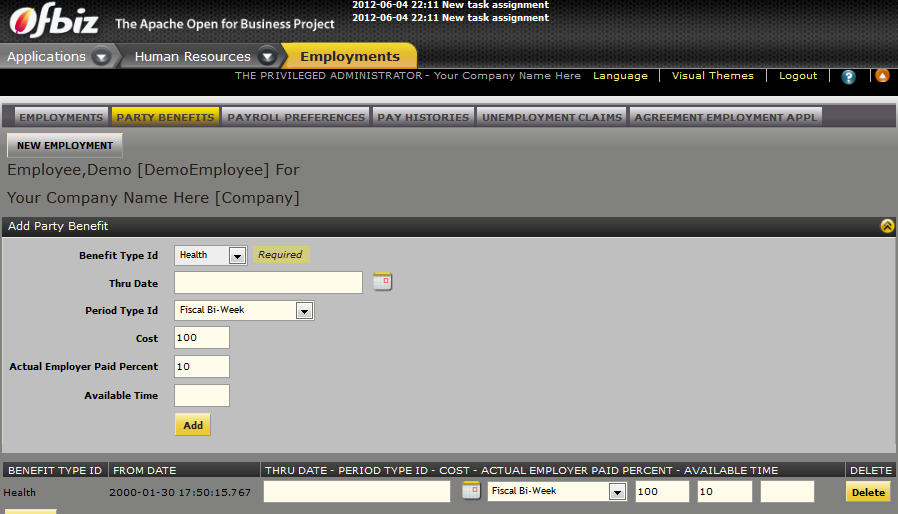 2012-06-04 22:11 New task assignment
2012-06-04 22:11 New task assignment
Ofbiz The Apache Open for Business Project
Applications Human Resources Employments
THE PRIVILEGED ADMINISTRATOR - Your Company Name Here Language Visual Themes Logout ?
EMPLOYMENTS PARTY BENEFITS PAYROLL PREFERENCES PAY HISTORIES UNEMPLOYMENT CLAIMS AGREEMENT EMPLOYMENT APPL
NEW EMPLOYMENT
Employee,Demo [DemoEmployee] For
Your Company Name Here [Company]
Add Party Benefit
Benefit Type Id Health Required
Thru Date
Period Type Id Fiscal Bi-Week
Cost 100
Actual Employer Paid Percent 10
Available Time
Add
BENEFIT TYPE ID FROM DATE THRU DATE - PERIOD TYPE ID - COST - ACTUAL EMPLOYER PAID PERCENT - AVAILABLE TIME DELETE
Health 2000-01-30 17:50:15.767 Fiscal Bi-Week 100 10 Delete